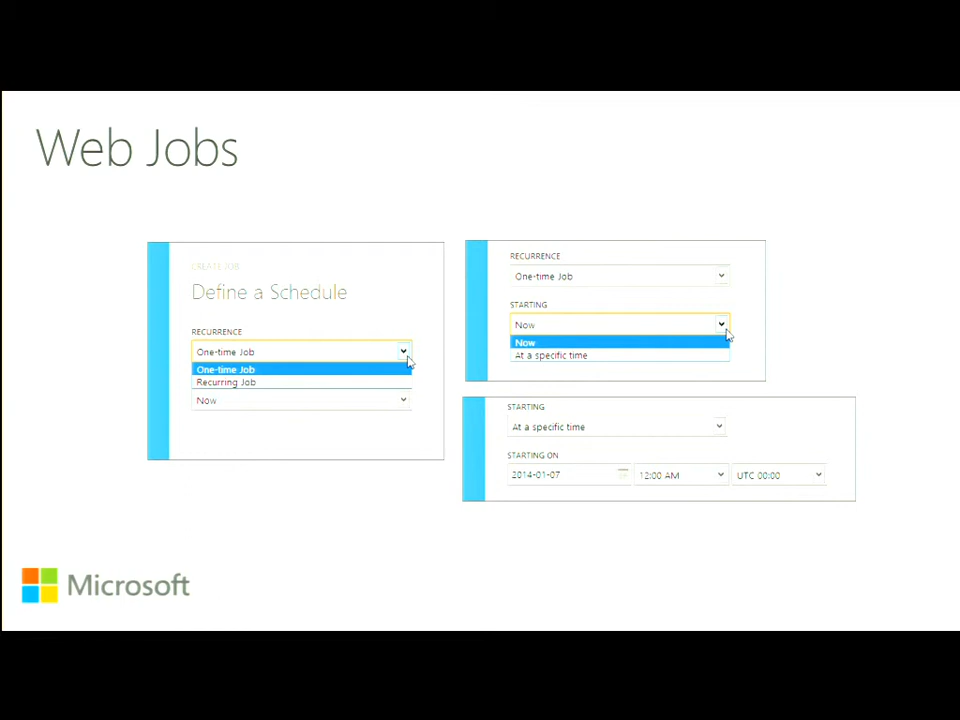 Web Jobs
CREATE JOB
Define a Schedule
RECURRENCE
One-time Job
One-time Job
Recurring Job
Now
RECURRENCE
One-time Job
STARTING
Now
Now
At a specific time
STARTING
At a specific time
STARTING ON
2014-01-07 12:00 AM UTC 00:00
Microsoft